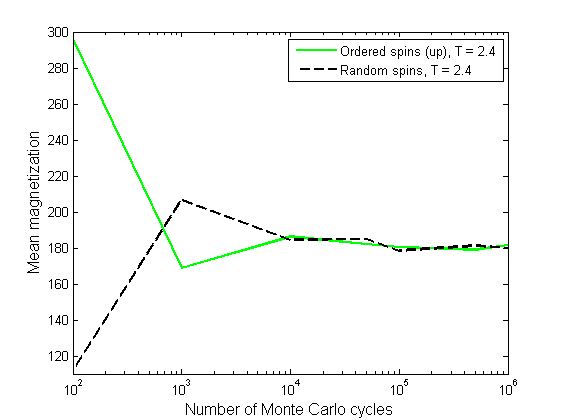 300
280
260
240
220
200
180
160
140
120
Mean magnetization
Ordered spins (up), T = 2.4
Random spins, T = 2.4
10^2 10^3 10^4 10^5 10^6
Number of Monte Carlo cycles